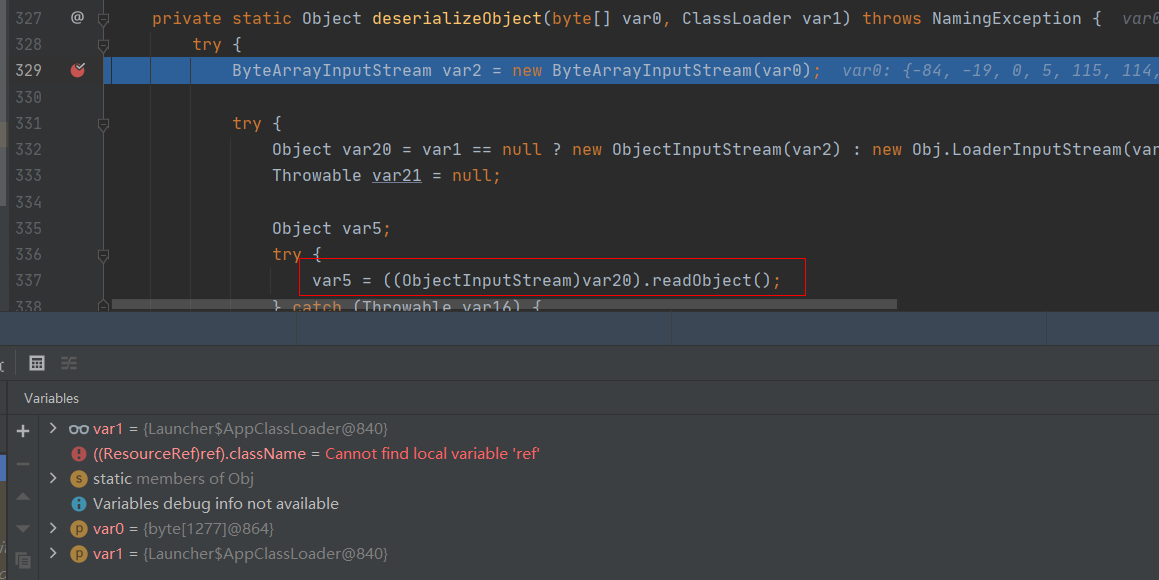 327 @ private static Object deserializeObject(byte[] var0, ClassLoader var1) throws NamingException {
328 try {
329 ByteArrayInputStream var2 = new ByteArrayInputStream(var0); var0: {-84, -19, 0, 5, 115, 114,
330
331 try {
332 Object var20 = var1 == null ? new ObjectInputStream(var2) : new Obj.LoaderInputStream(var
333 Throwable var21 = null;
334
335 Object var5;
336 try {
337 var5 = ((ObjectInputStream)var20).readObject();
338 } catch (Throwable var16) {
Variables
var1 = {Launcher$AppClassLoader@840}
((ResourceRef)ref).className = Cannot find local variable 'ref'
static members of Obj
Variables debug info not available
var0 = {byte[1277]@864}
var1 = {Launcher$AppClassLoader@840}